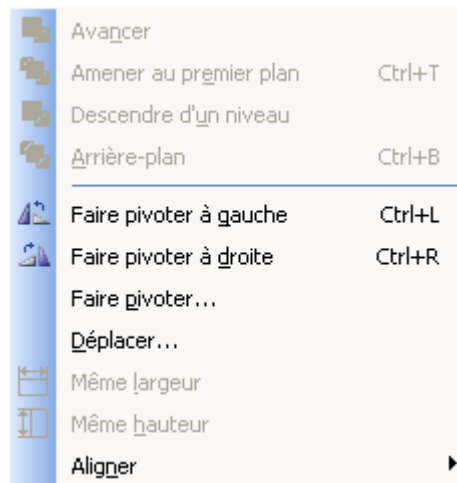 Avancer
Amener au premier plan Ctrl+T
Descendre d'un niveau
Arrière-plan Ctrl+B
Faire pivoter à gauche Ctrl+L
Faire pivoter à droite Ctrl+R
Faire pivoter...
Déplacer...
Même largeur
Même hauteur
Aligner